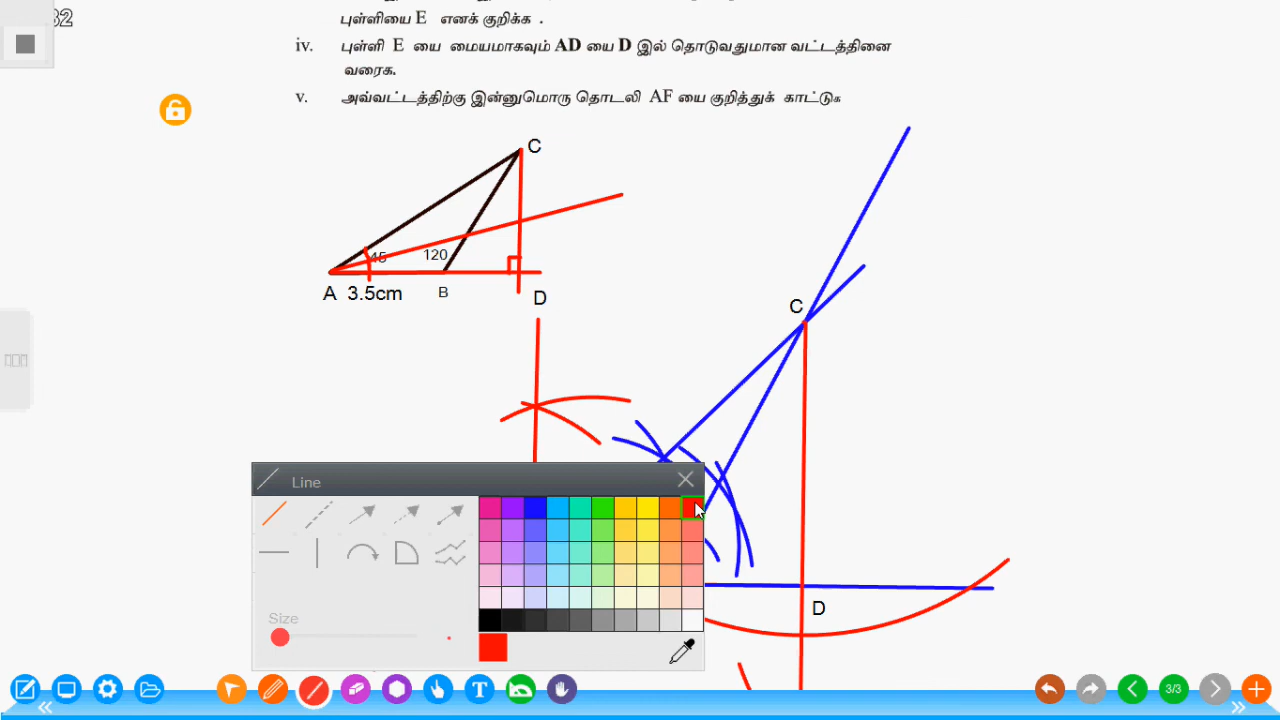 32
புள்ளியை E எனக் குறிக்க .
iv. புள்ளி E யை மையமாகவும் AD யை D இல் தொடுவதுமான வட்டத்தினை
வரைக.
v. அவ்வட்டத்திற்கு இன்னுமொரு தொடலி AF யை குறித்துக் காட்டுக
C
45 120
A 3.5cm B D
C
Line
Size
D
T
3/3